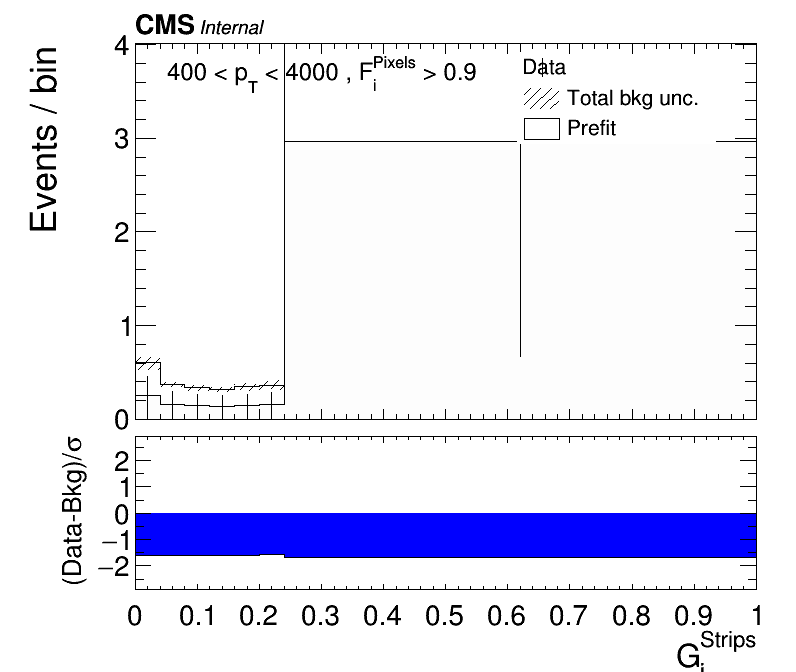 CMS Internal
400 < p_T < 4000 , F_i^Pixels > 0.9
Data
Total bkg unc.
Prefit
Events / bin
4
3
2
1
0
(Data-Bkg)/σ
2
1
0
−1
−2
0 0.1 0.2 0.3 0.4 0.5 0.6 0.7 0.8 0.9 1
G_i^Strips